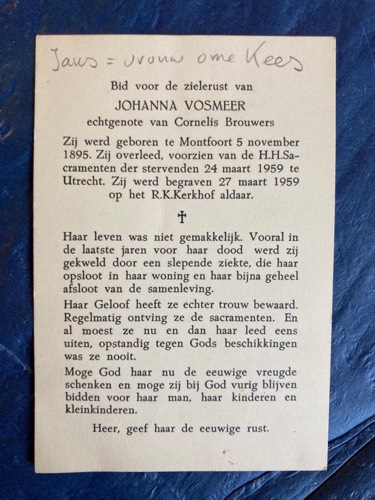 Jans = vrouw ome Kees
Bid voor de zielerust van
JOHANNA VOSMEER
echtgenote van Cornelis Brouwers
Zij werd geboren te Montfoort 5 november
1895. Zij overleed, voorzien van de H.H.Sa-
cramenten der stervenden 24 maart 1959 te
Utrecht. Zij werd begraven 27 maart 1959
op het R.K.Kerkhof aldaar.
✝
Haar leven was niet gemakkelijk. Vooral in
de laatste jaren voor haar dood werd zij
gekweld door een slepende ziekte, die haar
opsloot in haar woning en haar bijna geheel
afsloot van de samenleving.
Haar Geloof heeft ze echter trouw bewaard.
Regelmatig ontving ze de sacramenten. En
al moest ze nu en dan haar leed eens
uiten, opstandig tegen Gods beschikkingen
was ze nooit.
Moge God haar nu de eeuwige vreugde
schenken en moge zij bij God vurig blijven
bidden voor haar man, haar kinderen en
kleinkinderen.
Heer, geef haar de eeuwige rust.